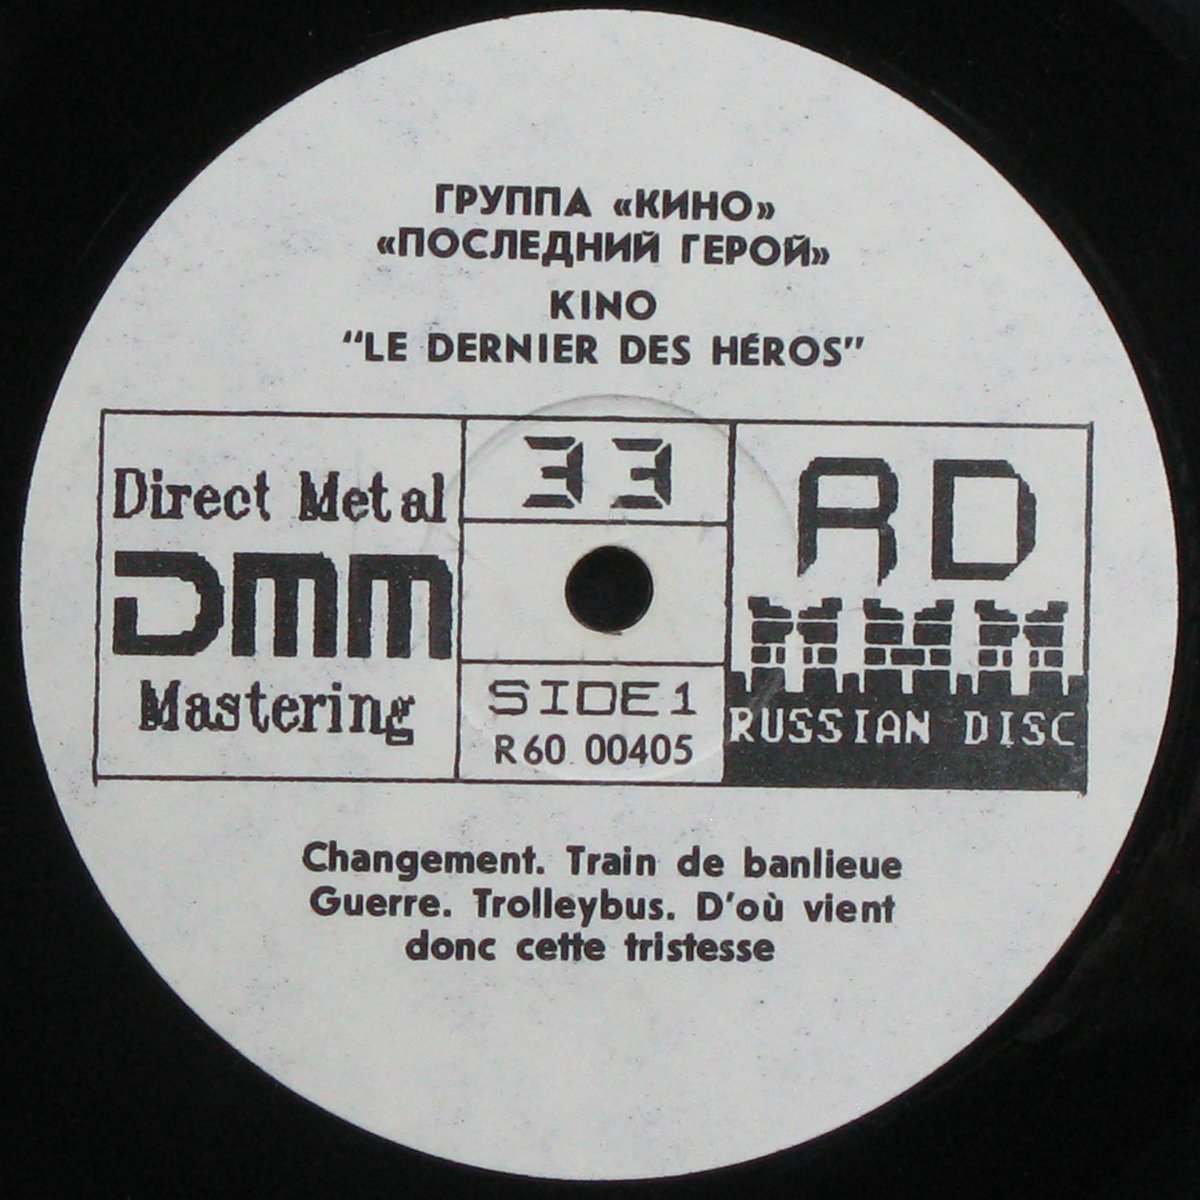 ГРУППА «КИНО»
«ПОСЛЕДНИЙ ГЕРОЙ»
KINO
“LE DERNIER DES HÉROS”
Direct Metal
DMM
Mastering
33
SIDE 1
R60 00405
RD
RUSSIAN DISC
Changement. Train de banlieue
Guerre. Trolleybus. D'où vient
donc cette tristesse